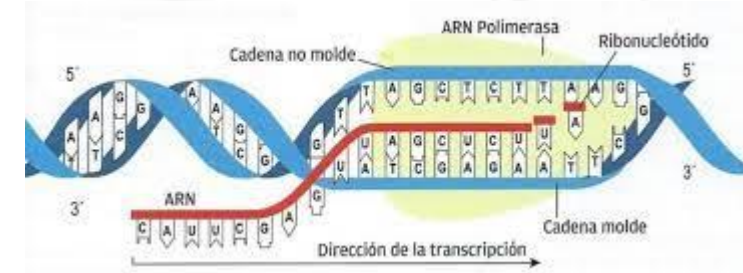 ARN Polimerasa
Cadena no molde
Ribonucleótido
5´
5´
T T A G C T C T T A A G
U A G C U C U U A
U A T C G A G A A T T C G
3´
3´
ARN
C A U U C G A G
Cadena molde
Dirección de la transcripción